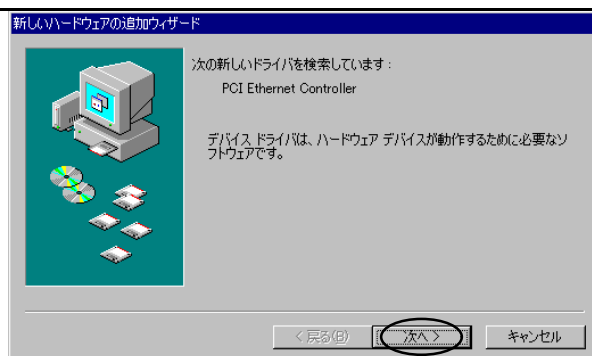 新しいハードウェアの追加ウィザード
次の新しいドライバを検索しています :
PCI Ethernet Controller
デバイス ドライバは、ハードウェア デバイスが動作するために必要なソ
フトウェアです。
< 戻る(B)
次へ >
キャンセル